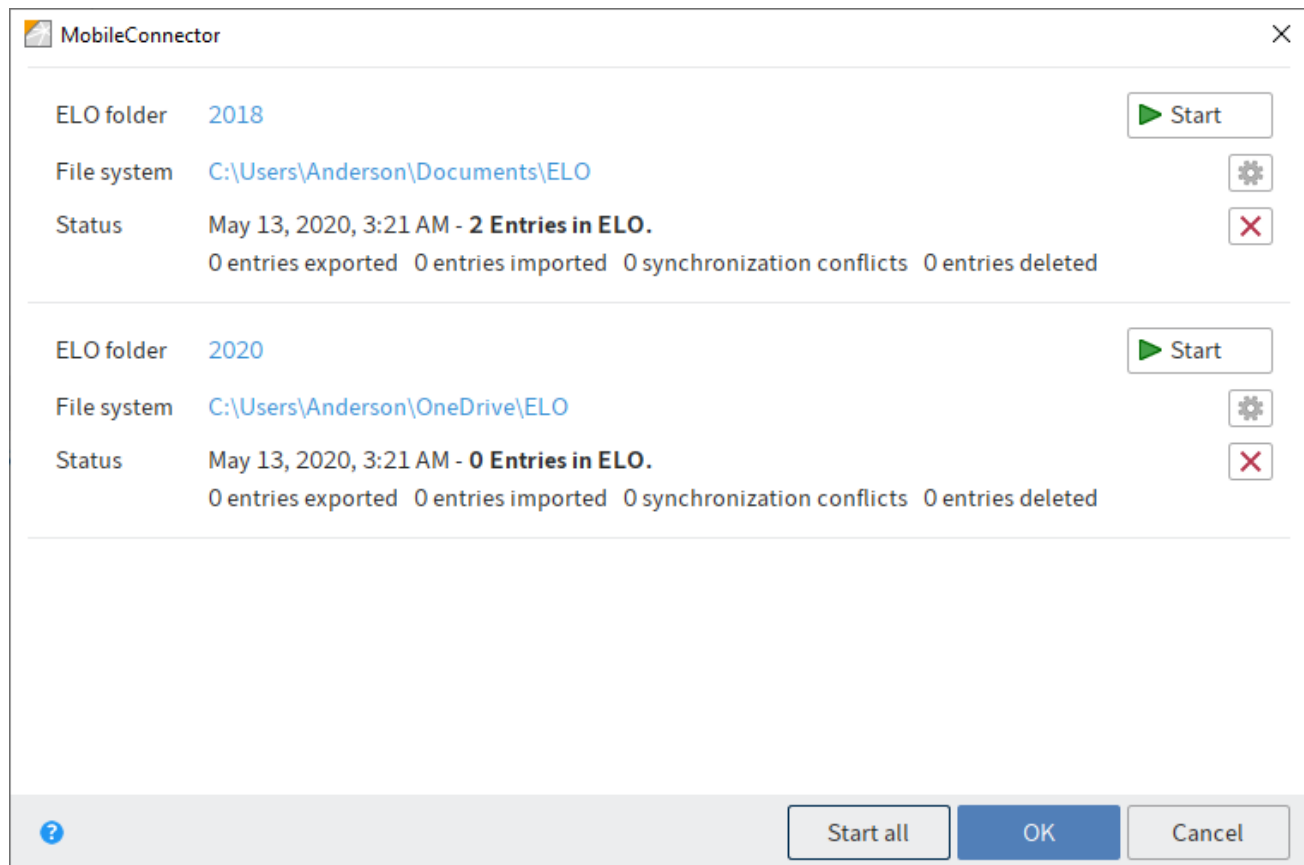 MobileConnector
ELO folder 2018 Start
File system C:\Users\Anderson\Documents\ELO
Status May 13, 2020, 3:21 AM - 2 Entries in ELO.
0 entries exported 0 entries imported 0 synchronization conflicts 0 entries deleted
ELO folder 2020 Start
File system C:\Users\Anderson\OneDrive\ELO
Status May 13, 2020, 3:21 AM - 0 Entries in ELO.
0 entries exported 0 entries imported 0 synchronization conflicts 0 entries deleted
? Start all OK Cancel